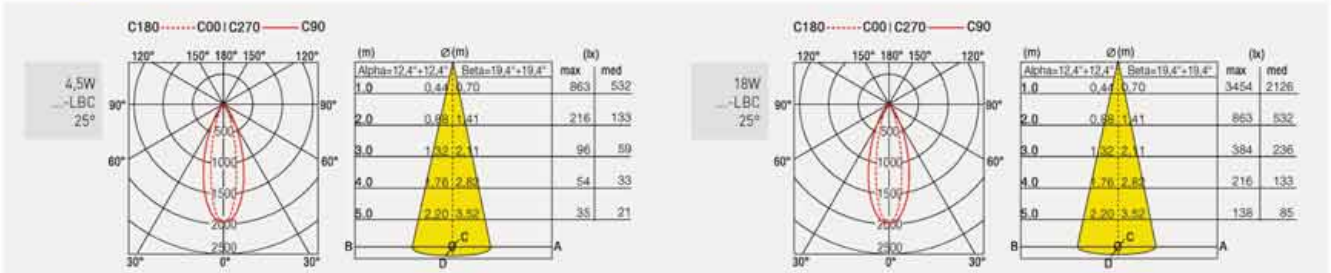 C180 ------- C00 | C270 —— C90
120° 150° 180° 150° 120°
4,5W
...-LBC
25°
90° 90°
500
60° 1000 60°
1500
2000
2500
30° 0° 30°
(m) Ø(m) (lx)
Alpha=12,4°+12,4° Beta=19,4°+19,4° max med
1.0 0,44 0,70 863 532
2.0 0,88 1,41 216 133
3.0 1,32 2,11 96 59
4.0 1,76 2,82 54 33
5.0 2,20 3,52 35 21
B C A
D
C180 ------- C00 | C270 —— C90
120° 150° 180° 150° 120°
18W
...-LBC
25°
90° 90°
500
60° 1000 60°
1500
2000
2500
30° 0° 30°
(m) Ø(m) (lx)
Alpha=12,4°+12,4° Beta=19,4°+19,4° max med
1.0 0,44 0,70 3454 2126
2.0 0,88 1,41 863 532
3.0 1,32 2,11 384 236
4.0 1,76 2,82 216 133
5.0 2,20 3,52 138 85
B C A
D